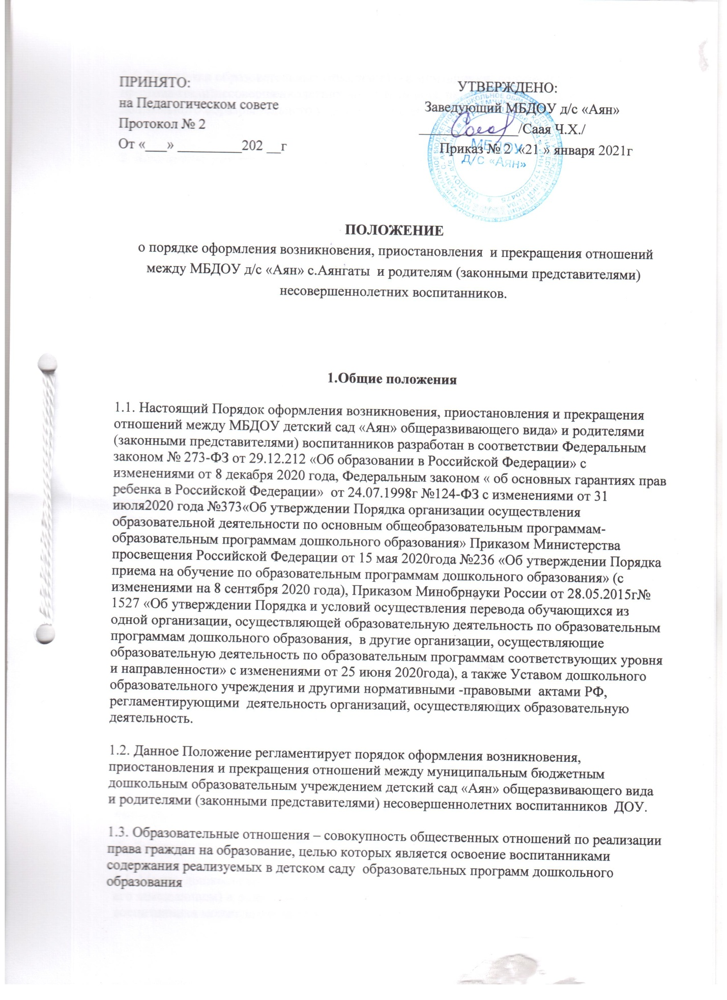 ПРИНЯТО:
на Педагогическом совете
Протокол № 2
От «___» _________202 __г
УТВЕРЖДЕНО:
Заведующий МБДОУ д/с «Аян»
______________/Саая Ч.Х./
Приказ № 2 «21 » января 2021г
МБДОУ
Д/С «Аян»
ПОЛОЖЕНИЕ
о порядке оформления возникновения, приостановления и прекращения отношений
между МБДОУ д/с «Аян» с.Аянгаты и родителям (законными представителями)
несовершеннолетних воспитанников.
1.Общие положения
1.1. Настоящий Порядок оформления возникновения, приостановления и прекращения
отношений между МБДОУ детский сад «Аян» общеразвивающего вида» и родителями
(законными представителями) воспитанников разработан в соответствии Федеральным
законом № 273-ФЗ от 29.12.212 «Об образовании в Российской Федерации» с
изменениями от 8 декабря 2020 года, Федеральным законом « об основных гарантиях прав
ребенка в Российской Федерации» от 24.07.1998г №124-ФЗ с изменениями от 31
июля2020 года №373«Об утверждении Порядка организации осуществления
образовательной деятельности по основным общеобразовательным программам-
образовательным программам дошкольного образования» Приказом Министерства
просвещения Российской Федерации от 15 мая 2020года №236 «Об утверждении Порядка
приема на обучение по образовательным программам дошкольного образования» (с
изменениями на 8 сентября 2020 года), Приказом Минобрнауки России от 28.05.2015г№
1527 «Об утверждении Порядка и условий осуществления перевода обучающихся из
одной организации, осуществляющей образовательную деятельность по образовательным
программам дошкольного образования, в другие организации, осуществляющие
образовательную деятельность по образовательным программам соответствующих уровня
и направленности» с изменениями от 25 июня 2020года), а также Уставом дошкольного
образовательного учреждения и другими нормативными -правовыми актами РФ,
регламентирующими деятельность организаций, осуществляющих образовательную
деятельность.
1.2. Данное Положение регламентирует порядок оформления возникновения,
приостановления и прекращения отношений между муниципальным бюджетным
дошкольным образовательным учреждением детский сад «Аян» общеразвивающего вида
и родителями (законными представителями) несовершеннолетних воспитанников ДОУ.
1.3. Образовательные отношения – совокупность общественных отношений по реализации
права граждан на образование, целью которых является освоение воспитанниками
содержания реализуемых в детском саду образовательных программ дошкольного
образования